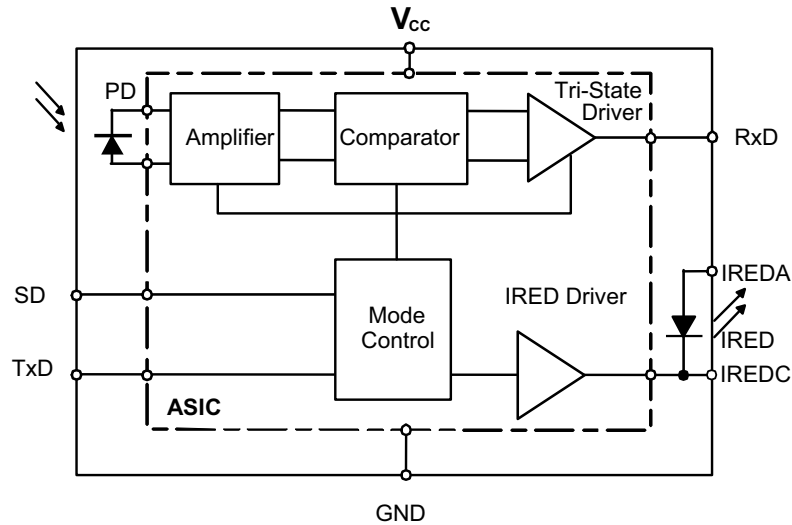 Vcc
PD
Tri-State
Driver
Amplifier
Comparator
RxD
IREDA
SD
IRED Driver
Mode
Control
IRED
TxD
IREDC
ASIC
GND